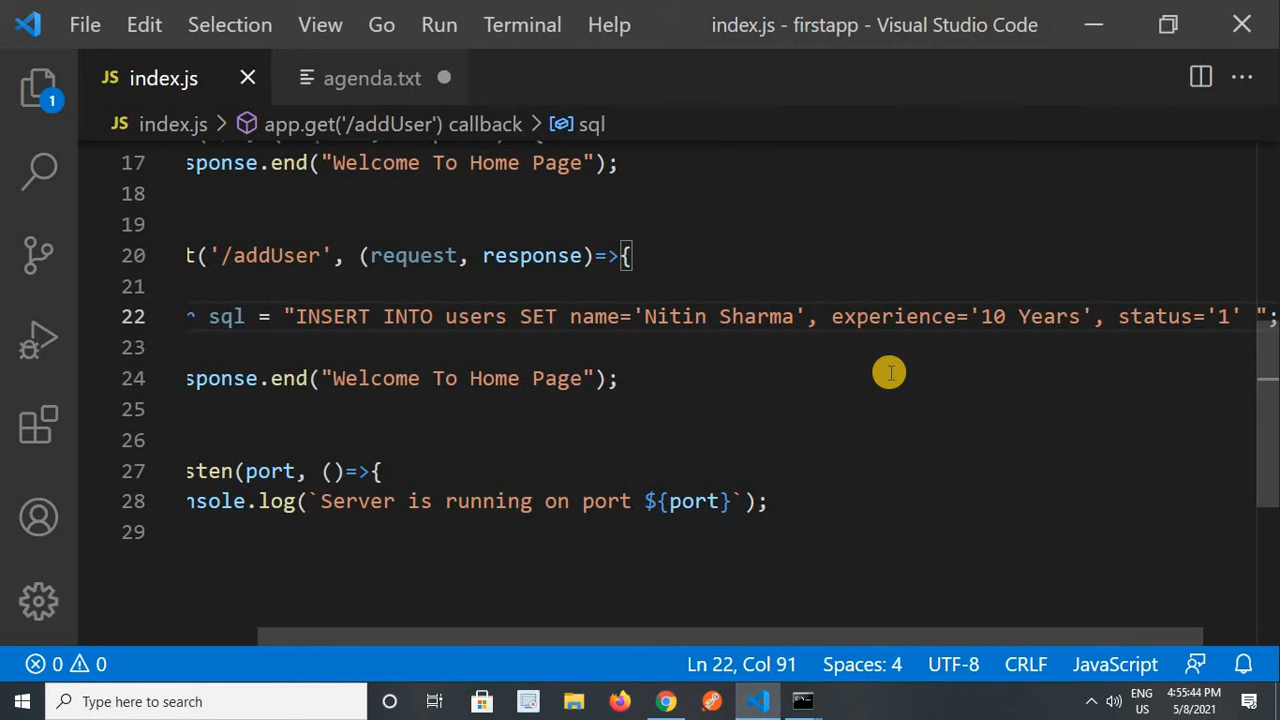 File Edit Selection View Go Run Terminal Help index.js - firstapp - Visual Studio Code
JS index.js agenda.txt
JS index.js > app.get('/addUser') callback > sql
17 sponse.end("Welcome To Home Page");
18
19
20 t('/addUser', (request, response)=>{
21
22 r sql = "INSERT INTO users SET name='Nitin Sharma', experience='10 Years', status='1' ";
23
24 sponse.end("Welcome To Home Page");
25
26
27 sten(port, ()=>{
28 nsole.log(`Server is running on port ${port}`);
29
1
0 0 Ln 22, Col 91 Spaces: 4 UTF-8 CRLF JavaScript
Type here to search
ENG
US
4:55:44 PM
5/8/2021